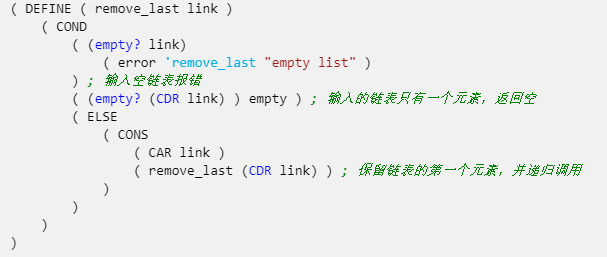 ( DEFINE ( remove_last link )
    ( COND
        ( (empty? link)
            ( error 'remove_last "empty list" )
        ) ; 输入空链表报错
        ( (empty? (CDR link) ) empty ) ; 输入的链表只有一个元素，返回空
        ( ELSE
            ( CONS
                ( CAR link )
                ( remove_last (CDR link) ) ; 保留链表的第一个元素，并递归调用
            )
        )
    )
)